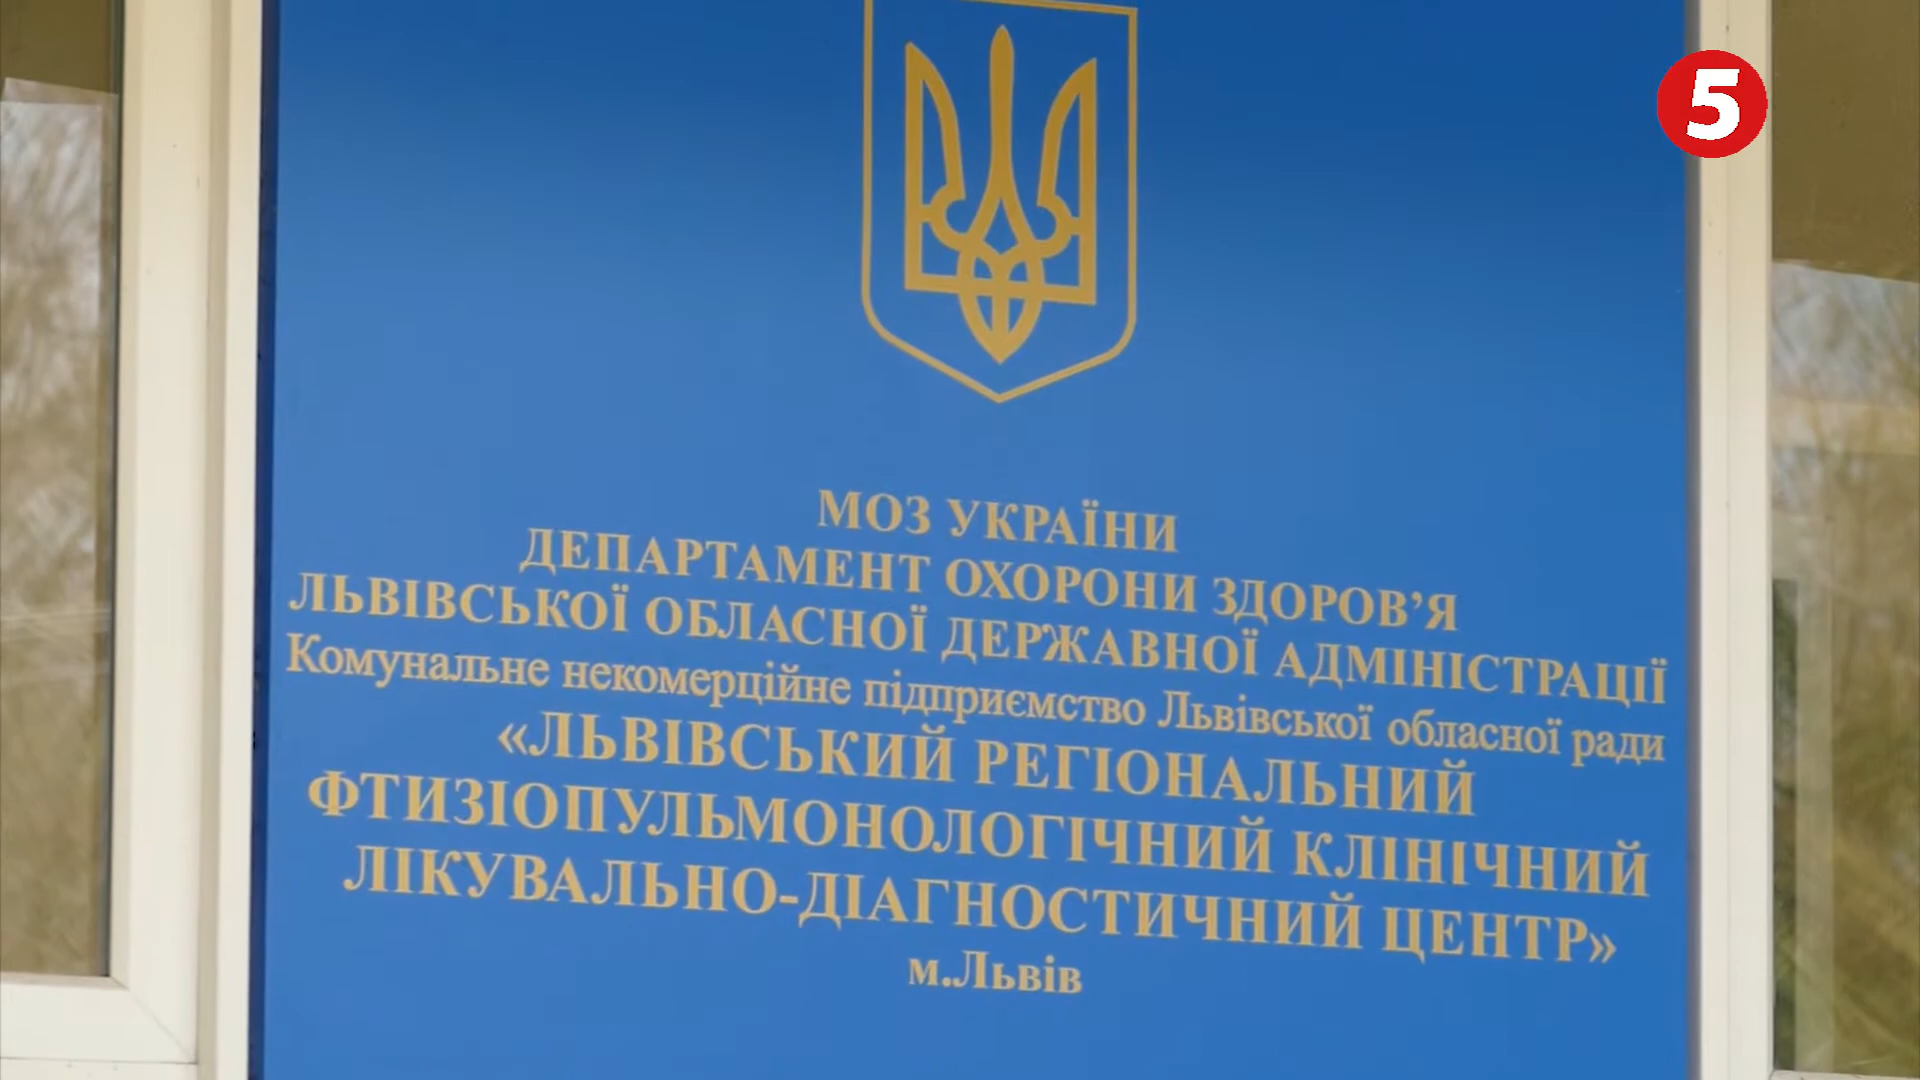 5
МОЗ УКРАЇНИ
ДЕПАРТАМЕНТ ОХОРОНИ ЗДОРОВ’Я
ЛЬВІВСЬКОЇ ОБЛАСНОЇ ДЕРЖАВНОЇ АДМІНІСТРАЦІЇ
Комунальне некомерційне підприємство Львівської обласної ради
«ЛЬВІВСЬКИЙ РЕГІОНАЛЬНИЙ
ФТИЗІОПУЛЬМОНОЛОГІЧНИЙ КЛІНІЧНИЙ
ЛІКУВАЛЬНО-ДІАГНОСТИЧНИЙ ЦЕНТР»
м.Львів